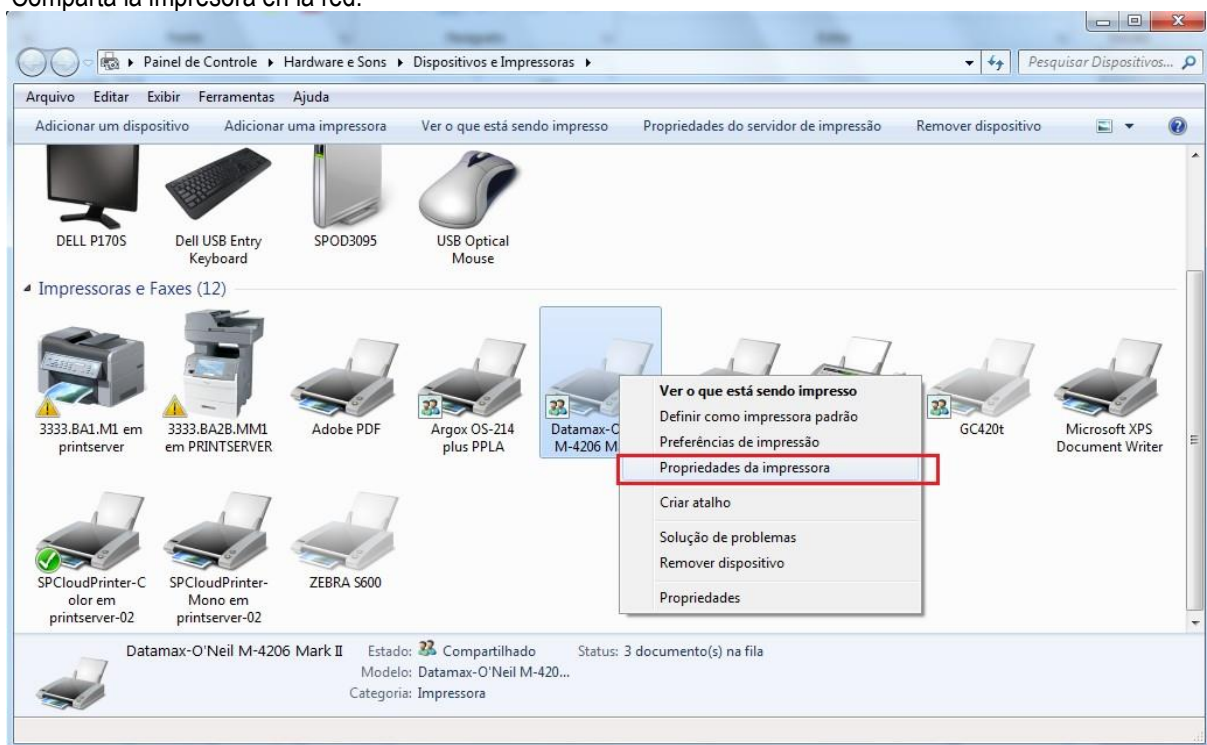 Comparta la impresora en la red.
Painel de Controle ▸ Hardware e Sons ▸ Dispositivos e Impressoras ▸
Pesquisar Dispositivos...
Arquivo Editar Exibir Ferramentas Ajuda
Adicionar um dispositivo Adicionar uma impressora Ver o que está sendo impresso Propriedades do servidor de impressão Remover dispositivo
DELL P170S
Dell USB Entry
Keyboard
SPOD3095
USB Optical
Mouse
Impressoras e Faxes (12)
3333.BA1.M1 em
printserver
3333.BA2B.MM1
em PRINTSERVER
Adobe PDF
Argox OS-214
plus PPLA
Datamax-O
M-4206 M
GC420t
Microsoft XPS
Document Writer
Ver o que está sendo impresso
Definir como impressora padrão
Preferências de impressão
Propriedades da impressora
Criar atalho
Solução de problemas
Remover dispositivo
Propriedades
SPCloudPrinter-C
olor em
printserver-02
SPCloudPrinter-
Mono em
printserver-02
ZEBRA S600
Datamax-O'Neil M-4206 Mark II Estado: Compartilhado Status: 3 documento(s) na fila
Modelo: Datamax-O'Neil M-420...
Categoria: Impressora